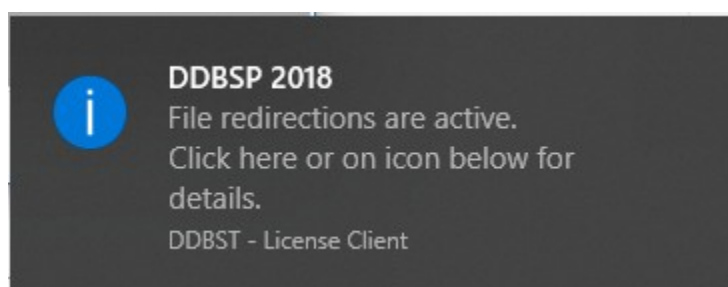 DDBSP 2018
File redirections are active.
Click here or on icon below for
details.
DDBST - License Client